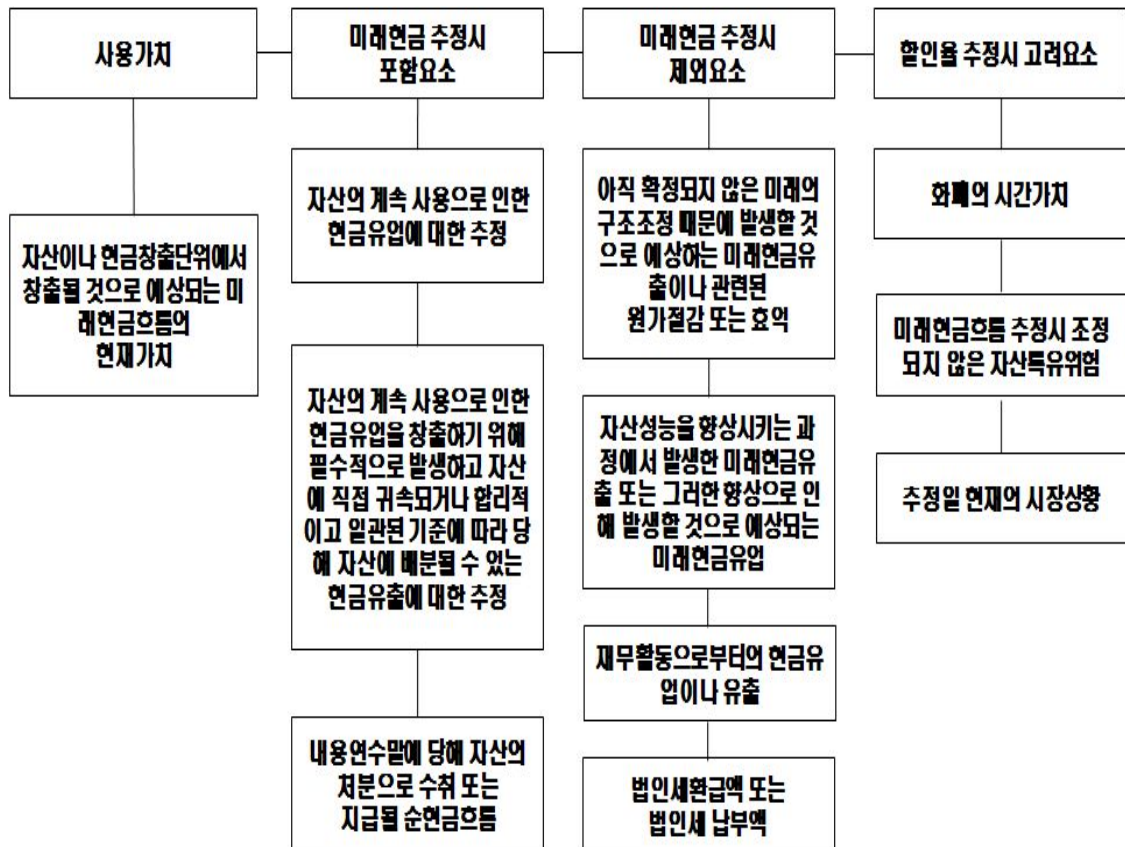 사용가치
자산이나 현금창출단위에서
창출될 것으로 예상되는 미
래현금흐름의
현재가치
미래현금 추정시
포함요소
자산의 계속 사용으로 인한
현금유입에 대한 추정
자산의 계속 사용으로 인한
현금유입을 창출하기 위해
필수적으로 발생하고 자산
에 직접 귀속되거나 합리적
이고 일관된 기준에 따라 당
해 자산에 배분될 수 있는
현금유출에 대한 추정
내용연수말에 당해 자산의
처분으로 수취 또는
지급될 순현금흐름
미래현금 추정시
제외요소
아직 확정되지 않은 미래의
구조조정 때문에 발생할 것
으로 예상하는 미래현금유
출이나 관련된
원가절감 또는 효익
자산성능을 향상시키는 과
정에서 발생한 미래현금유
출 또는 그러한 향상으로 인
해 발생할 것으로 예상되는
미래현금유입
재무활동으로부터의 현금유
입이나 유출
법인세환급액 또는
법인세 납부액
할인율 추정시 고려요소
화폐의 시간가치
미래현금흐름 추정시 조정
되지 않은 자산특유위험
추정일 현재의 시장상황